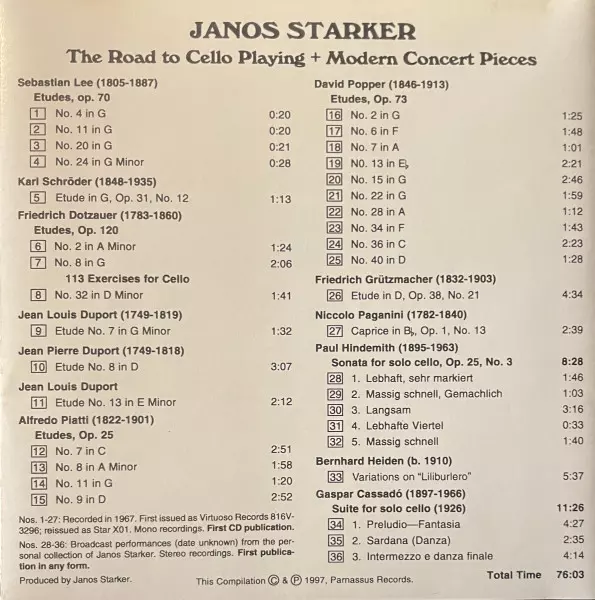 JANOS STARKER
The Road to Cello Playing + Modern Concert Pieces
Sebastian Lee (1805-1887)
Etudes, op. 70
1 No. 4 in G 0:20
2 No. 11 in G 0:20
3 No. 20 in G 0:21
4 No. 24 in G Minor 0:28
Karl Schröder (1848-1935)
5 Etude in G, Op. 31, No. 12 1:13
Friedrich Dotzauer (1783-1860)
Etudes, Op. 120
6 No. 2 in A Minor 1:24
7 No. 8 in G 2:06
113 Exercises for Cello
8 No. 32 in D Minor 1:41
Jean Louis Duport (1749-1819)
9 Etude No. 7 in G Minor 1:32
Jean Pierre Duport (1749-1818)
10 Etude No. 8 in D 3:07
Jean Louis Duport
11 Etude No. 13 in E Minor 2:12
Alfredo Piatti (1822-1901)
Etudes, Op. 25
12 No. 7 in C 2:51
13 No. 8 in A Minor 1:58
14 No. 11 in G 1:20
15 No. 9 in D 2:52
Nos. 1-27: Recorded in 1967. First issued as Virtuoso Records 816V-
3296; reissued as Star X01. Mono recordings. First CD publication.
Nos. 28-36: Broadcast performances (date unknown) from the per-
sonal collection of Janos Starker. Stereo recordings. First publica-
tion in any form.
Produced by Janos Starker.
David Popper (1846-1913)
Etudes, Op. 73
16 No. 2 in G 1:25
17 No. 6 in F 1:48
18 No. 7 in A 1:01
19 N0. 13 in E♭ 2:21
20 No. 15 in G 2:46
21 No. 22 in G 1:59
22 No. 28 in A 1:12
23 No. 34 in F 1:43
24 No. 36 in C 2:23
25 No. 40 in D 1:28
Friedrich Grützmacher (1832-1903)
26 Etude in D, Op. 38, No. 21 4:34
Niccolo Paganini (1782-1840)
27 Caprice in B♭, Op. 1, No. 13 2:39
Paul Hindemith (1895-1963)
Sonata for solo cello, Op. 25, No. 3 8:28
28 1. Lebhaft, sehr markiert 1:46
29 2. Massig schnell, Gemachlich 1:03
30 3. Langsam 3:16
31 4. Lebhafte Viertel 0:33
32 5. Massig schnell 1:40
Bernhard Heiden (b. 1910)
33 Variations on "Liliburlero" 5:37
Gaspar Cassadó (1897-1966)
Suite for solo cello (1926) 11:26
34 1. Preludio—Fantasia 4:27
35 2. Sardana (Danza) 2:35
36 3. Intermezzo e danza finale 4:14
Total Time 76:03
This Compilation © & ℗ 1997, Parnassus Records.